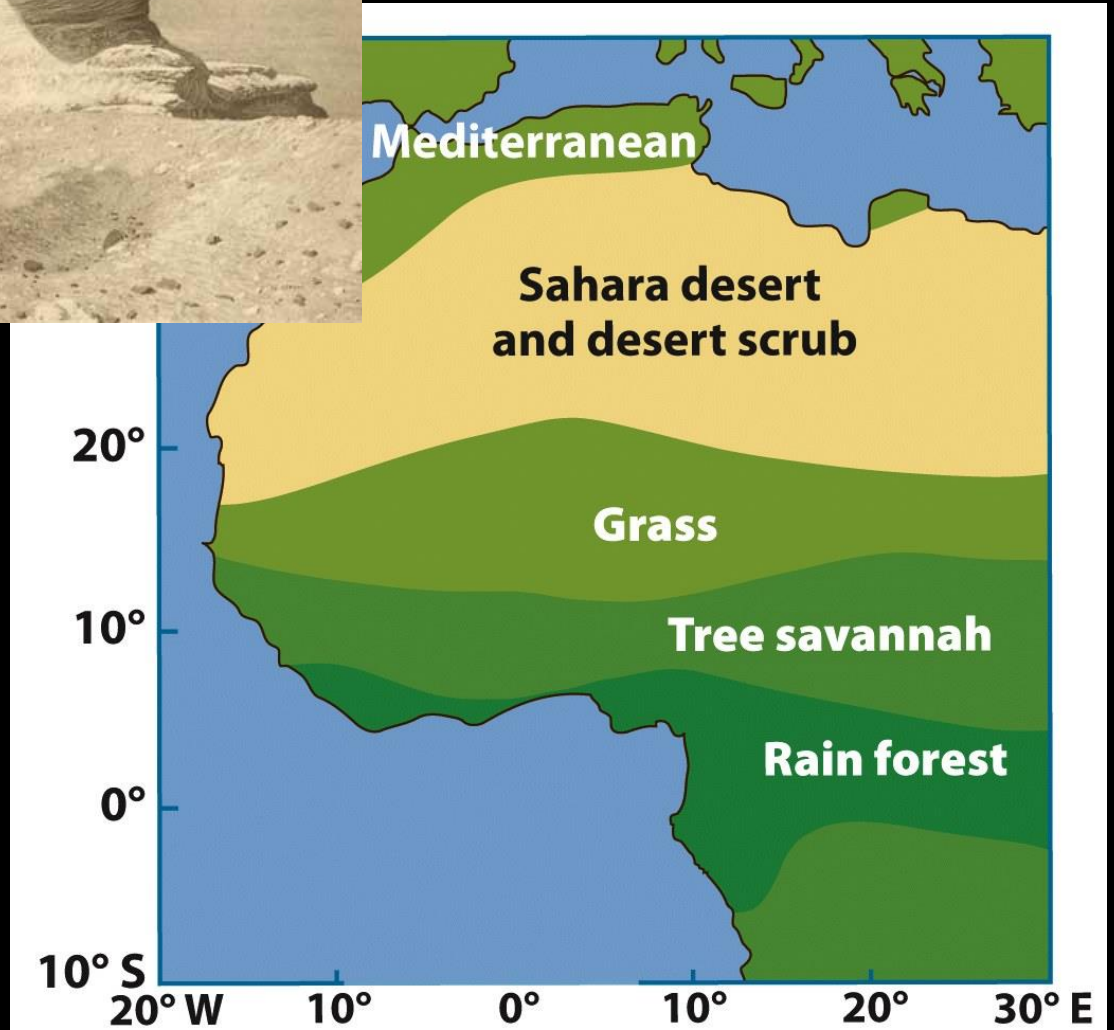 Mediterranean
Sahara desert
and desert scrub
20°
Grass
10°
Tree savannah
Rain forest
0°
10° S
20° W 10° 0° 10° 20° 30° E